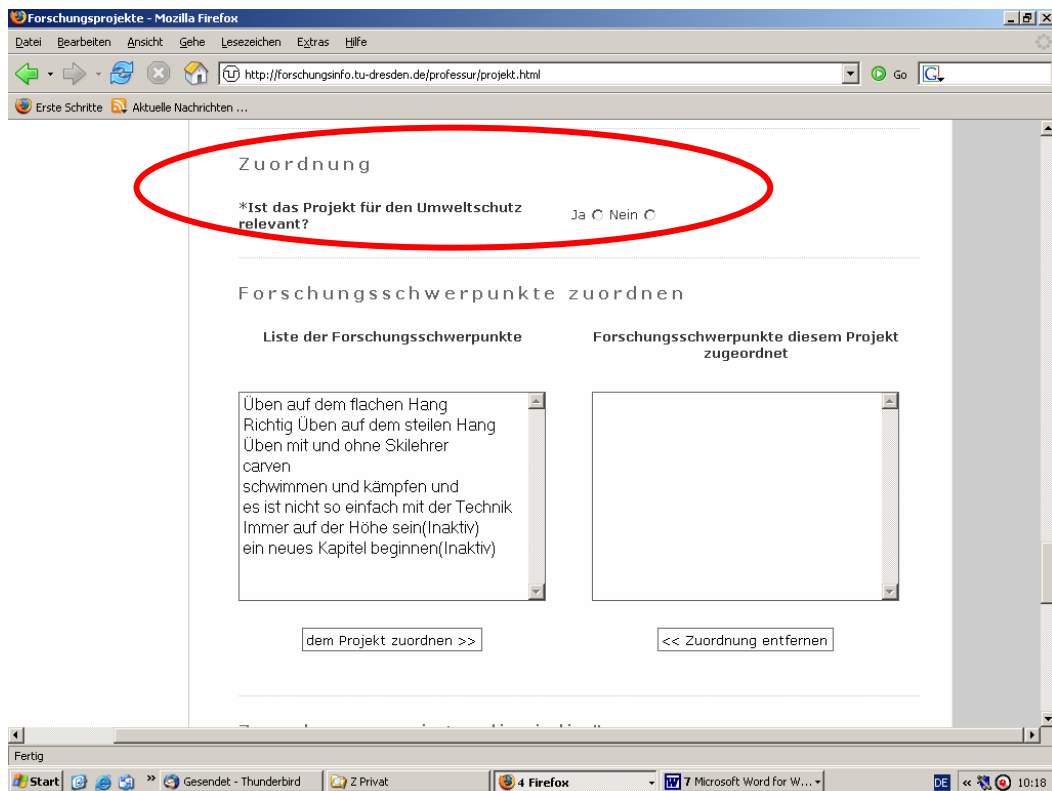 Forschungsprojekte - Mozilla Firefox
Datei Bearbeiten Ansicht Gehe Lesezeichen Extras Hilfe
http://forschungsinfo.tu-dresden.de/professur/projekt.html Go
Erste Schritte Aktuelle Nachrichten ...
Zuordnung
*Ist das Projekt für den Umweltschutz
relevant?
Ja Nein
Forschungsschwerpunkte zuordnen
Liste der Forschungsschwerpunkte
Forschungsschwerpunkte diesem Projekt
zugeordnet
Üben auf dem flachen Hang
Richtig Üben auf dem steilen Hang
Üben mit und ohne Skilehrer
carven
schwimmen und kämpfen und
es ist nicht so einfach mit der Technik
Immer auf der Höhe sein(Inaktiv)
ein neues Kapitel beginnen(Inaktiv)
dem Projekt zuordnen >>
<< Zuordnung entfernen
Fertig
Start » Gesendet - Thunderbird Z Privat 4 Firefox 7 Microsoft Word for W... DE « 10:18